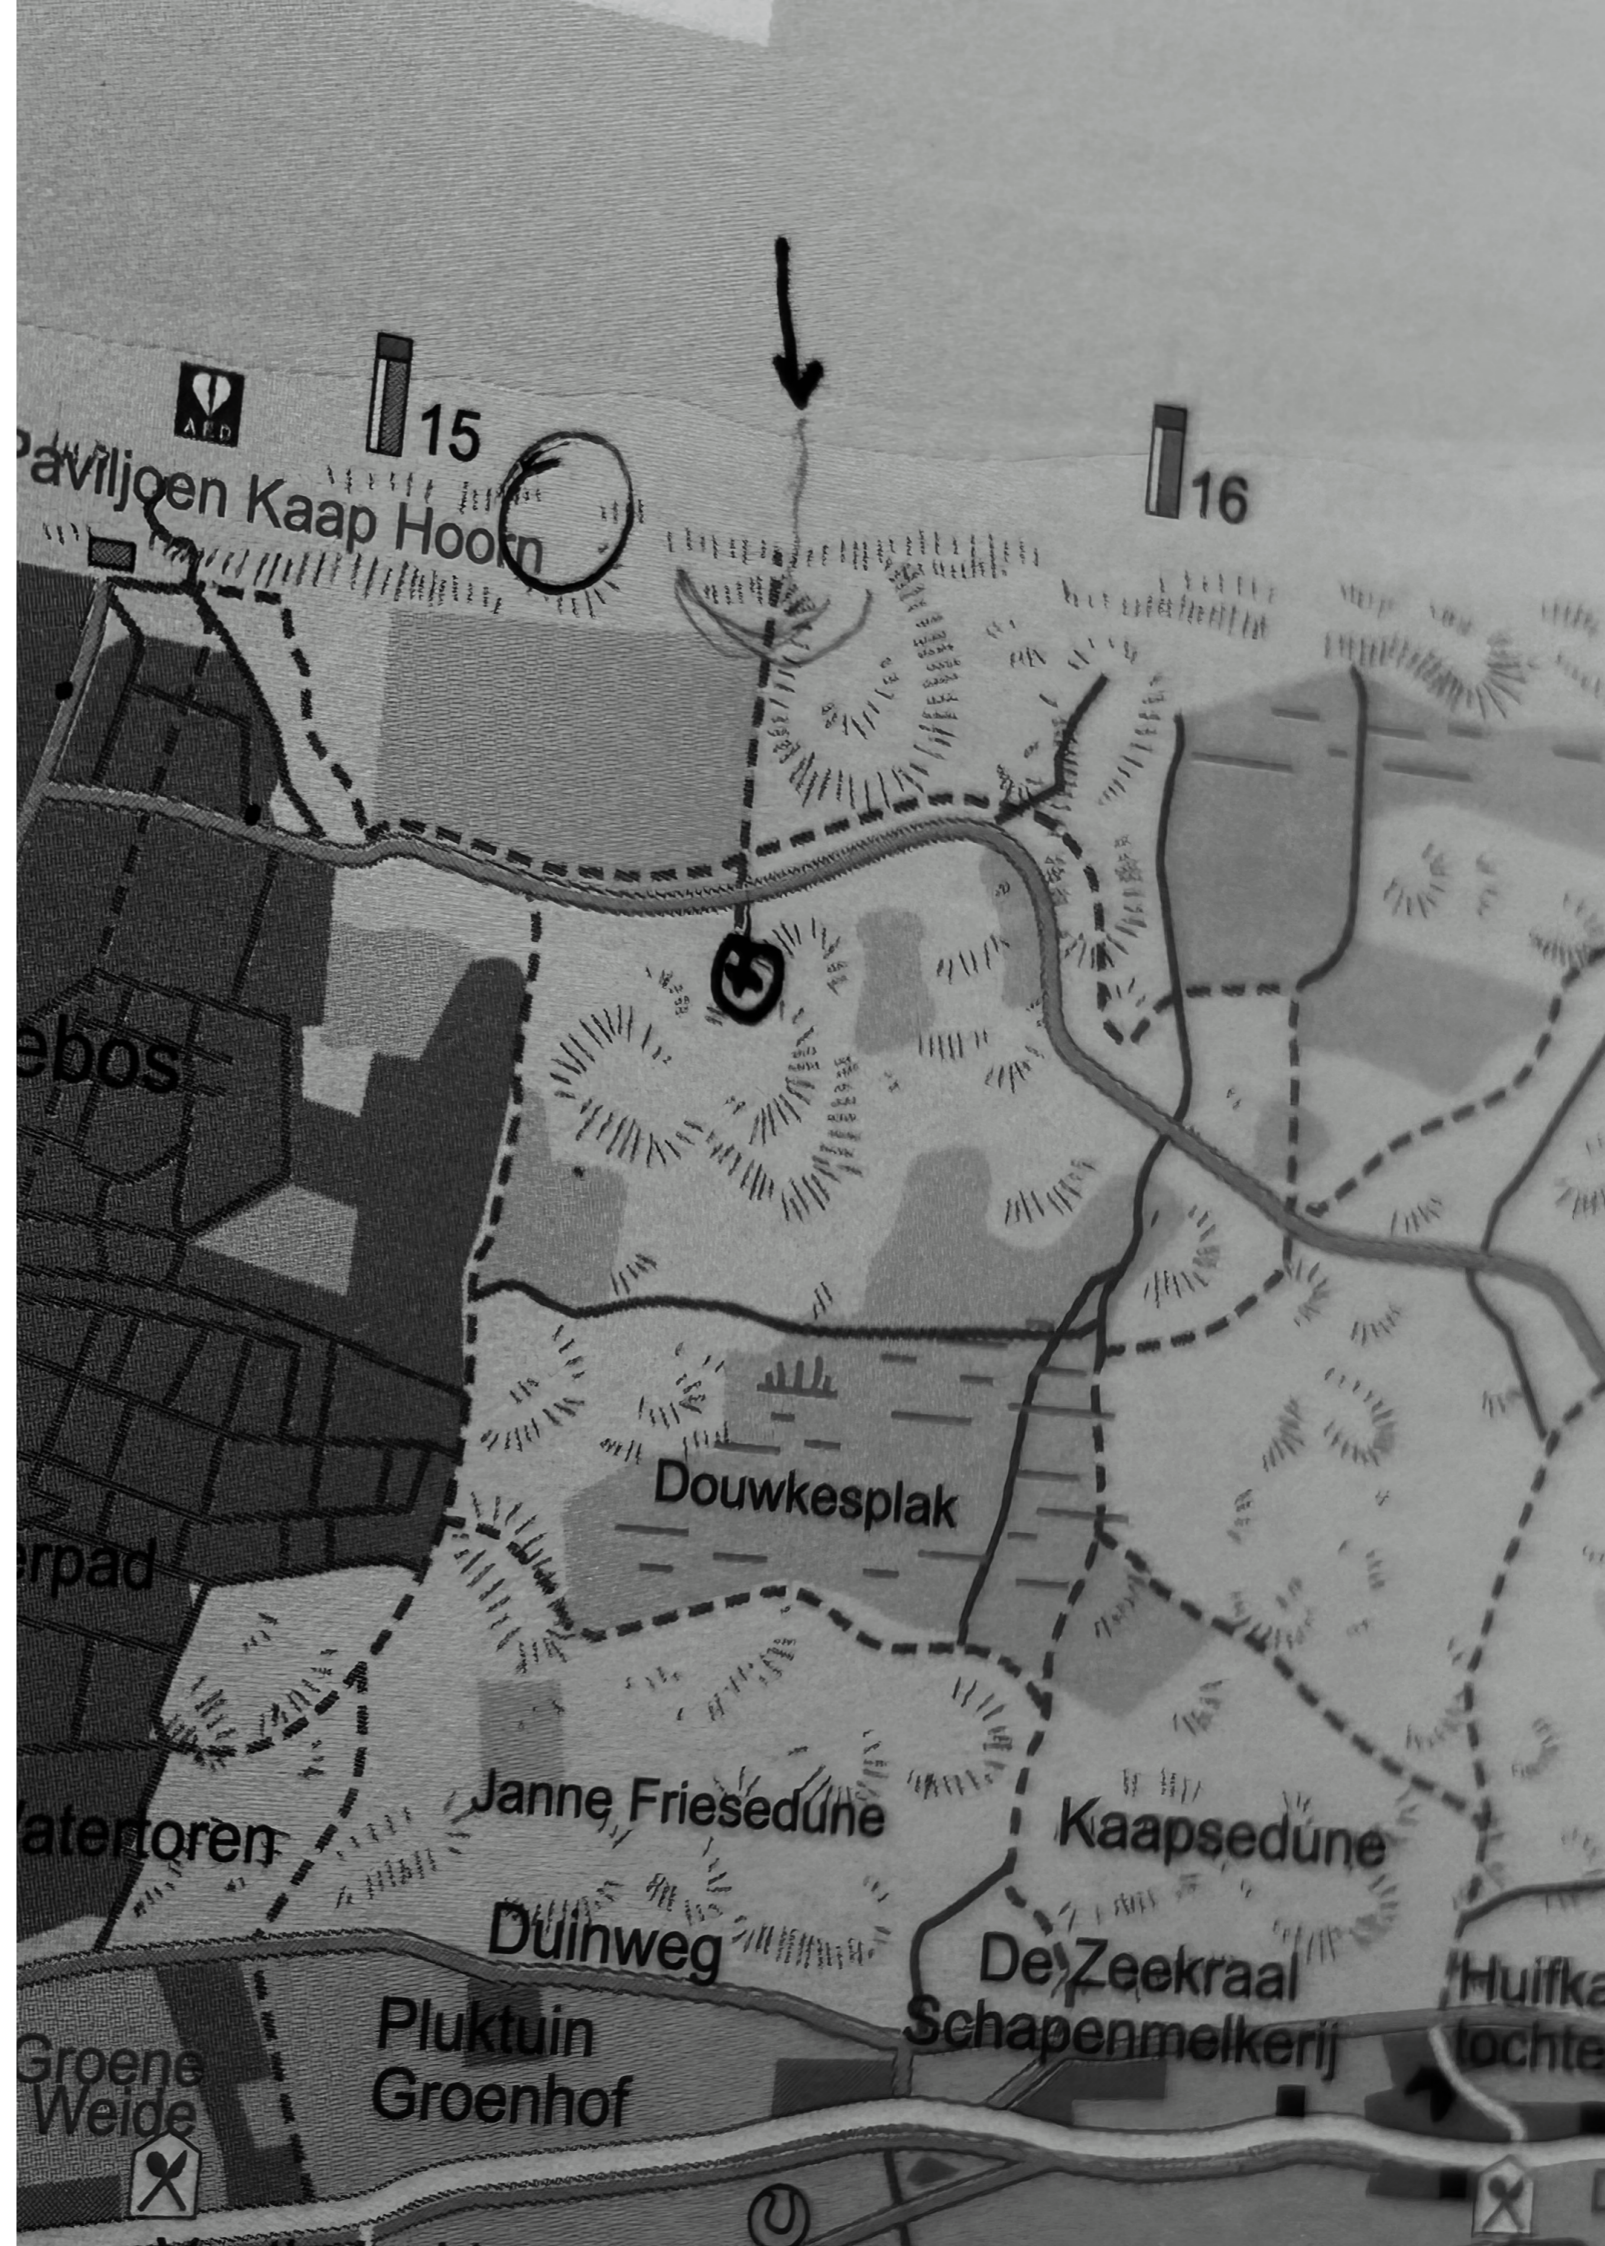 15
AED
Paviljoen Kaap Hoorn
16
ebos
Douwkesplak
erpad
Janne Friesedune
Kaapsedune
atertoren
Duinweg
De Zeekraal
Schapenmelkerij
Huifka
tochte
Pluktuin
Groenhof
Groene
Weide